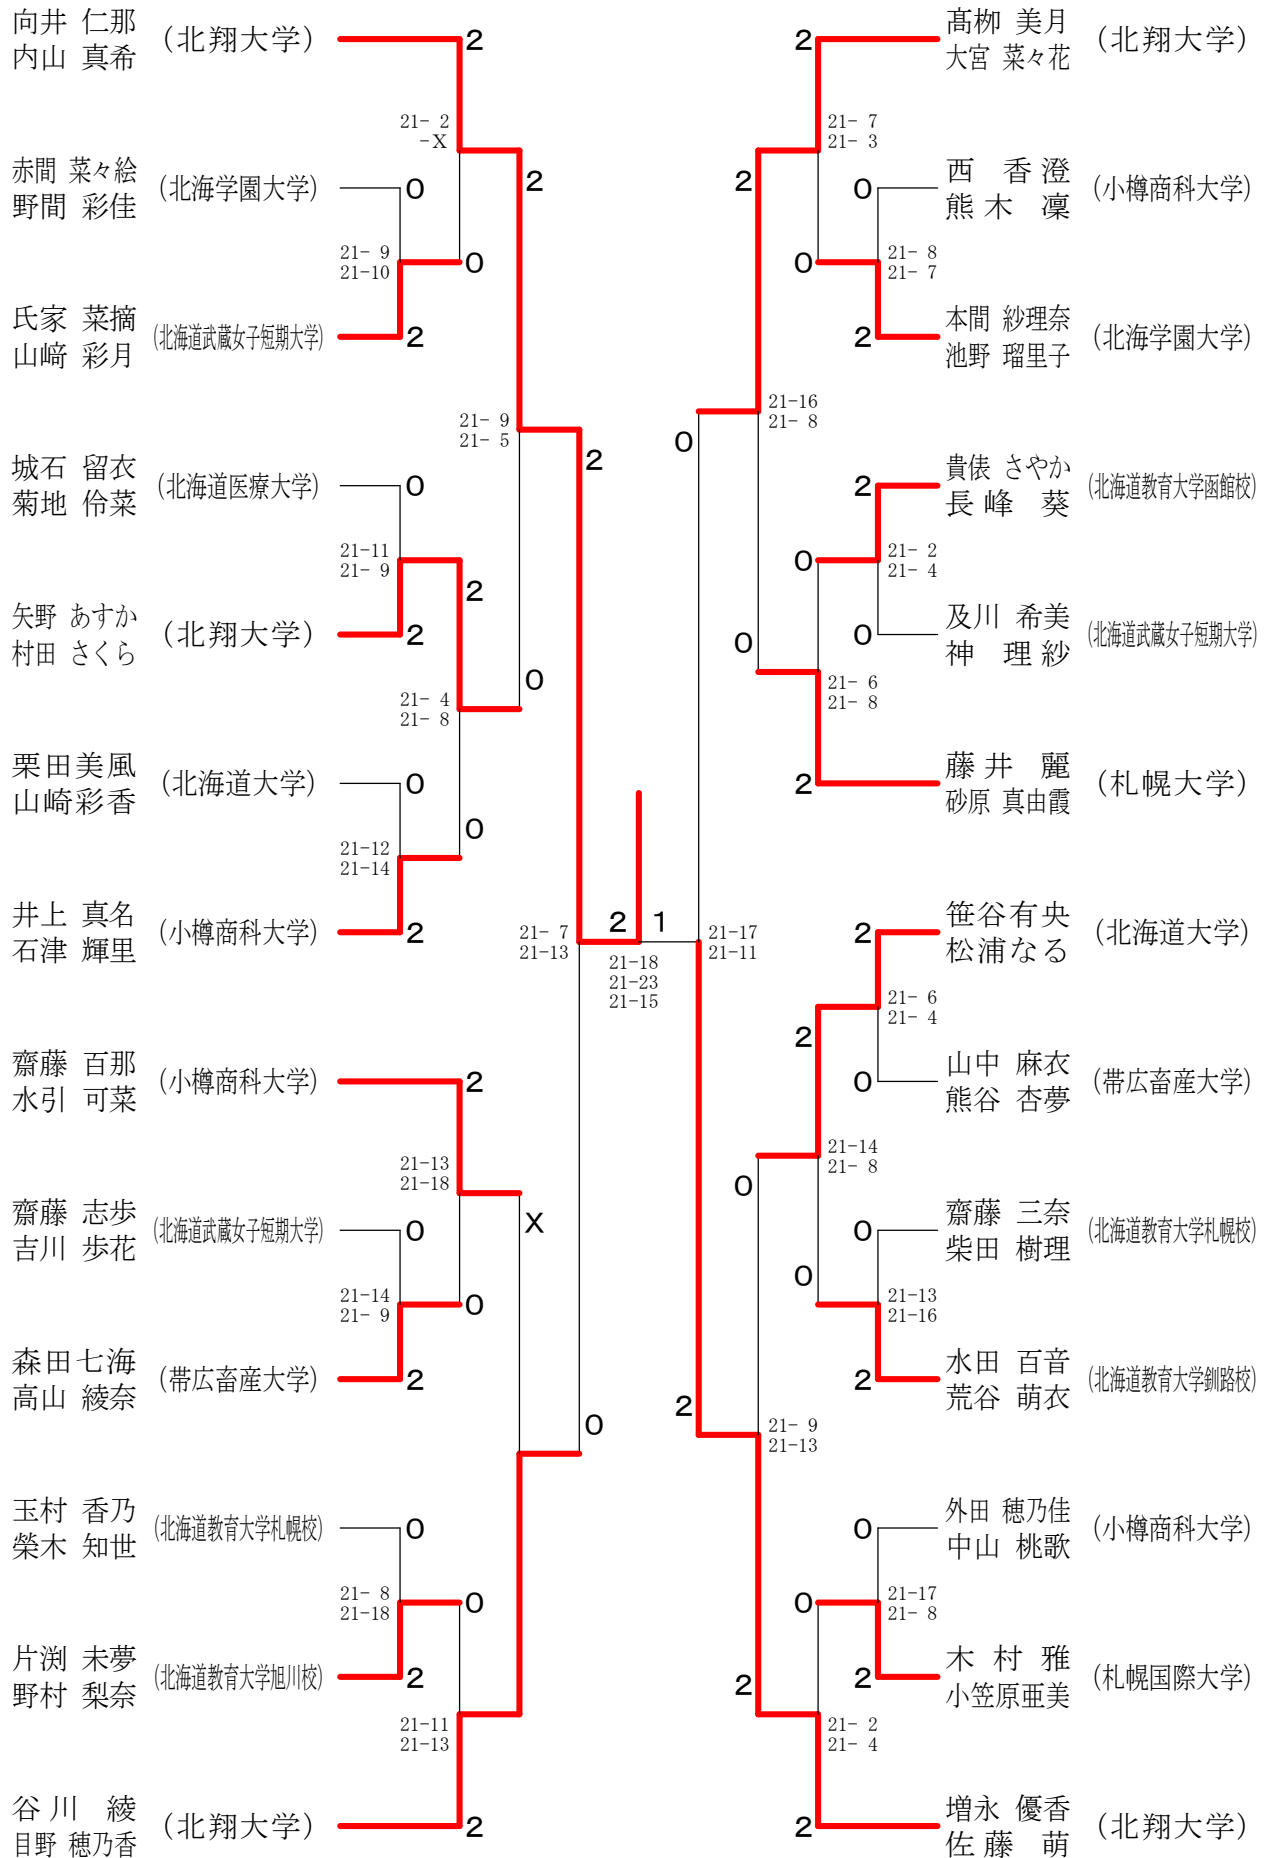 向井 仁那
内山 真希
(北翔大学)
2
21- 2
-X
赤間 菜々絵
野間 彩佳
(北海学園大学)
0
2
21- 9
21-10
0
氏家 菜摘
山﨑 彩月
(北海道武蔵女子短期大学)
2
21- 9
21- 5
城石 留衣
菊地 伶菜
(北海道医療大学)
0
2
21-11
21- 9
2
矢野 あすか
村田 さくら
(北翔大学)
2
0
21- 4
21- 8
栗田美風
山崎彩香
(北海道大学)
0
0
21-12
21-14
井上 真名
石津 輝里
(小樽商科大学)
2
21- 7
21-13
齋藤 百那
水引 可菜
(小樽商科大学)
2
21-13
21-18
齋藤 志歩
吉川 歩花
(北海道武蔵女子短期大学)
0
X
21-14
21- 9
0
森田七海
高山 綾奈
(帯広畜産大学)
2
0
玉村 香乃
榮木 知世
(北海道教育大学札幌校)
0
21- 8
21-18
0
片渕 未夢
野村 梨奈
(北海道教育大学旭川校)
2
21-11
21-13
谷川 綾
目野 穂乃香
(北翔大学)
2
2 1
21-18
21-23
21-15
2
髙栁 美月
大宮 菜々花
(北翔大学)
21- 7
21- 3
2
0
西 香澄
熊木 凜
(小樽商科大学)
0
21- 8
21- 7
2
本間 紗理奈
池野 瑠里子
(北海学園大学)
21-16
21- 8
0
2
貴俵 さやか
長峰 葵
(北海道教育大学函館校)
0
21- 2
21- 4
0
0
及川 希美
神 理紗
(北海道武蔵女子短期大学)
21- 6
21- 8
2
藤井 麗
砂原 真由霞
(札幌大学)
21-17
21-11
2
笹谷有央
松浦なる
(北海道大学)
21- 6
21- 4
2
0
山中 麻衣
熊谷 杏夢
(帯広畜産大学)
21-14
21- 8
0
0
齋藤 三奈
柴田 樹理
(北海道教育大学札幌校)
0
21-13
21-16
2
水田 百音
荒谷 萌衣
(北海道教育大学釧路校)
2
21- 9
21-13
0
外田 穂乃佳
中山 桃歌
(小樽商科大学)
0
21-17
21- 8
2
2
木村 雅
小笠原亜美
(札幌国際大学)
21- 2
21- 4
2
増永 優香
佐藤 萌
(北翔大学)